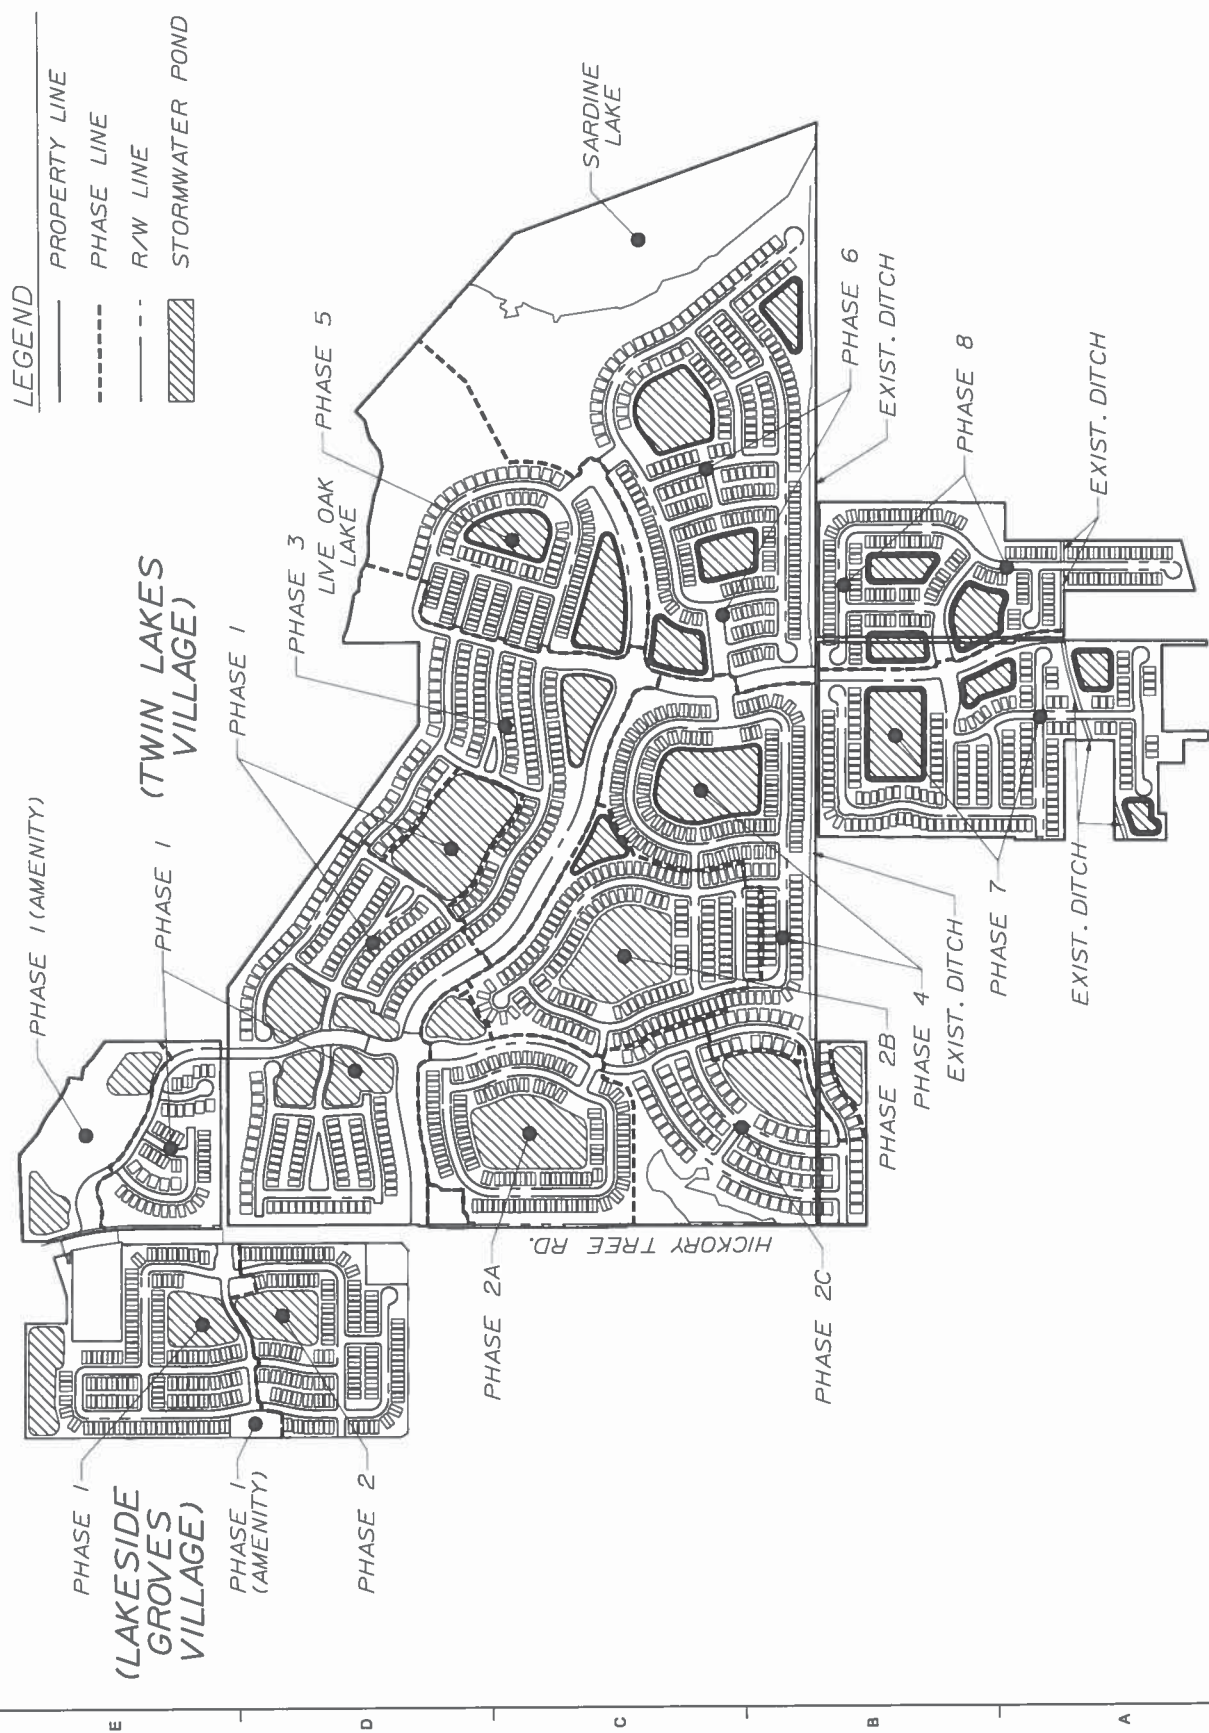 LEGEND
PROPERTY LINE
PHASE LINE
R/W LINE
STORMWATER POND
SARDINE
LAKE
PHASE 5
LIVE OAK
LAKE
PHASE 3
PHASE 1
(TWIN LAKES
VILLAGE)
PHASE 1 (AMENITY)
PHASE 1
PHASE 6
EXIST. DITCH
PHASE 8
EXIST. DITCH
EXIST. DITCH
PHASE 7
EXIST. DITCH
PHASE 4
PHASE 2B
PHASE 2C
HICKORY TREE RD.
PHASE 2A
PHASE 1
(LAKESIDE
GROVES
VILLAGE)
PHASE 1
(AMENITY)
PHASE 2
E
D
C
B
A